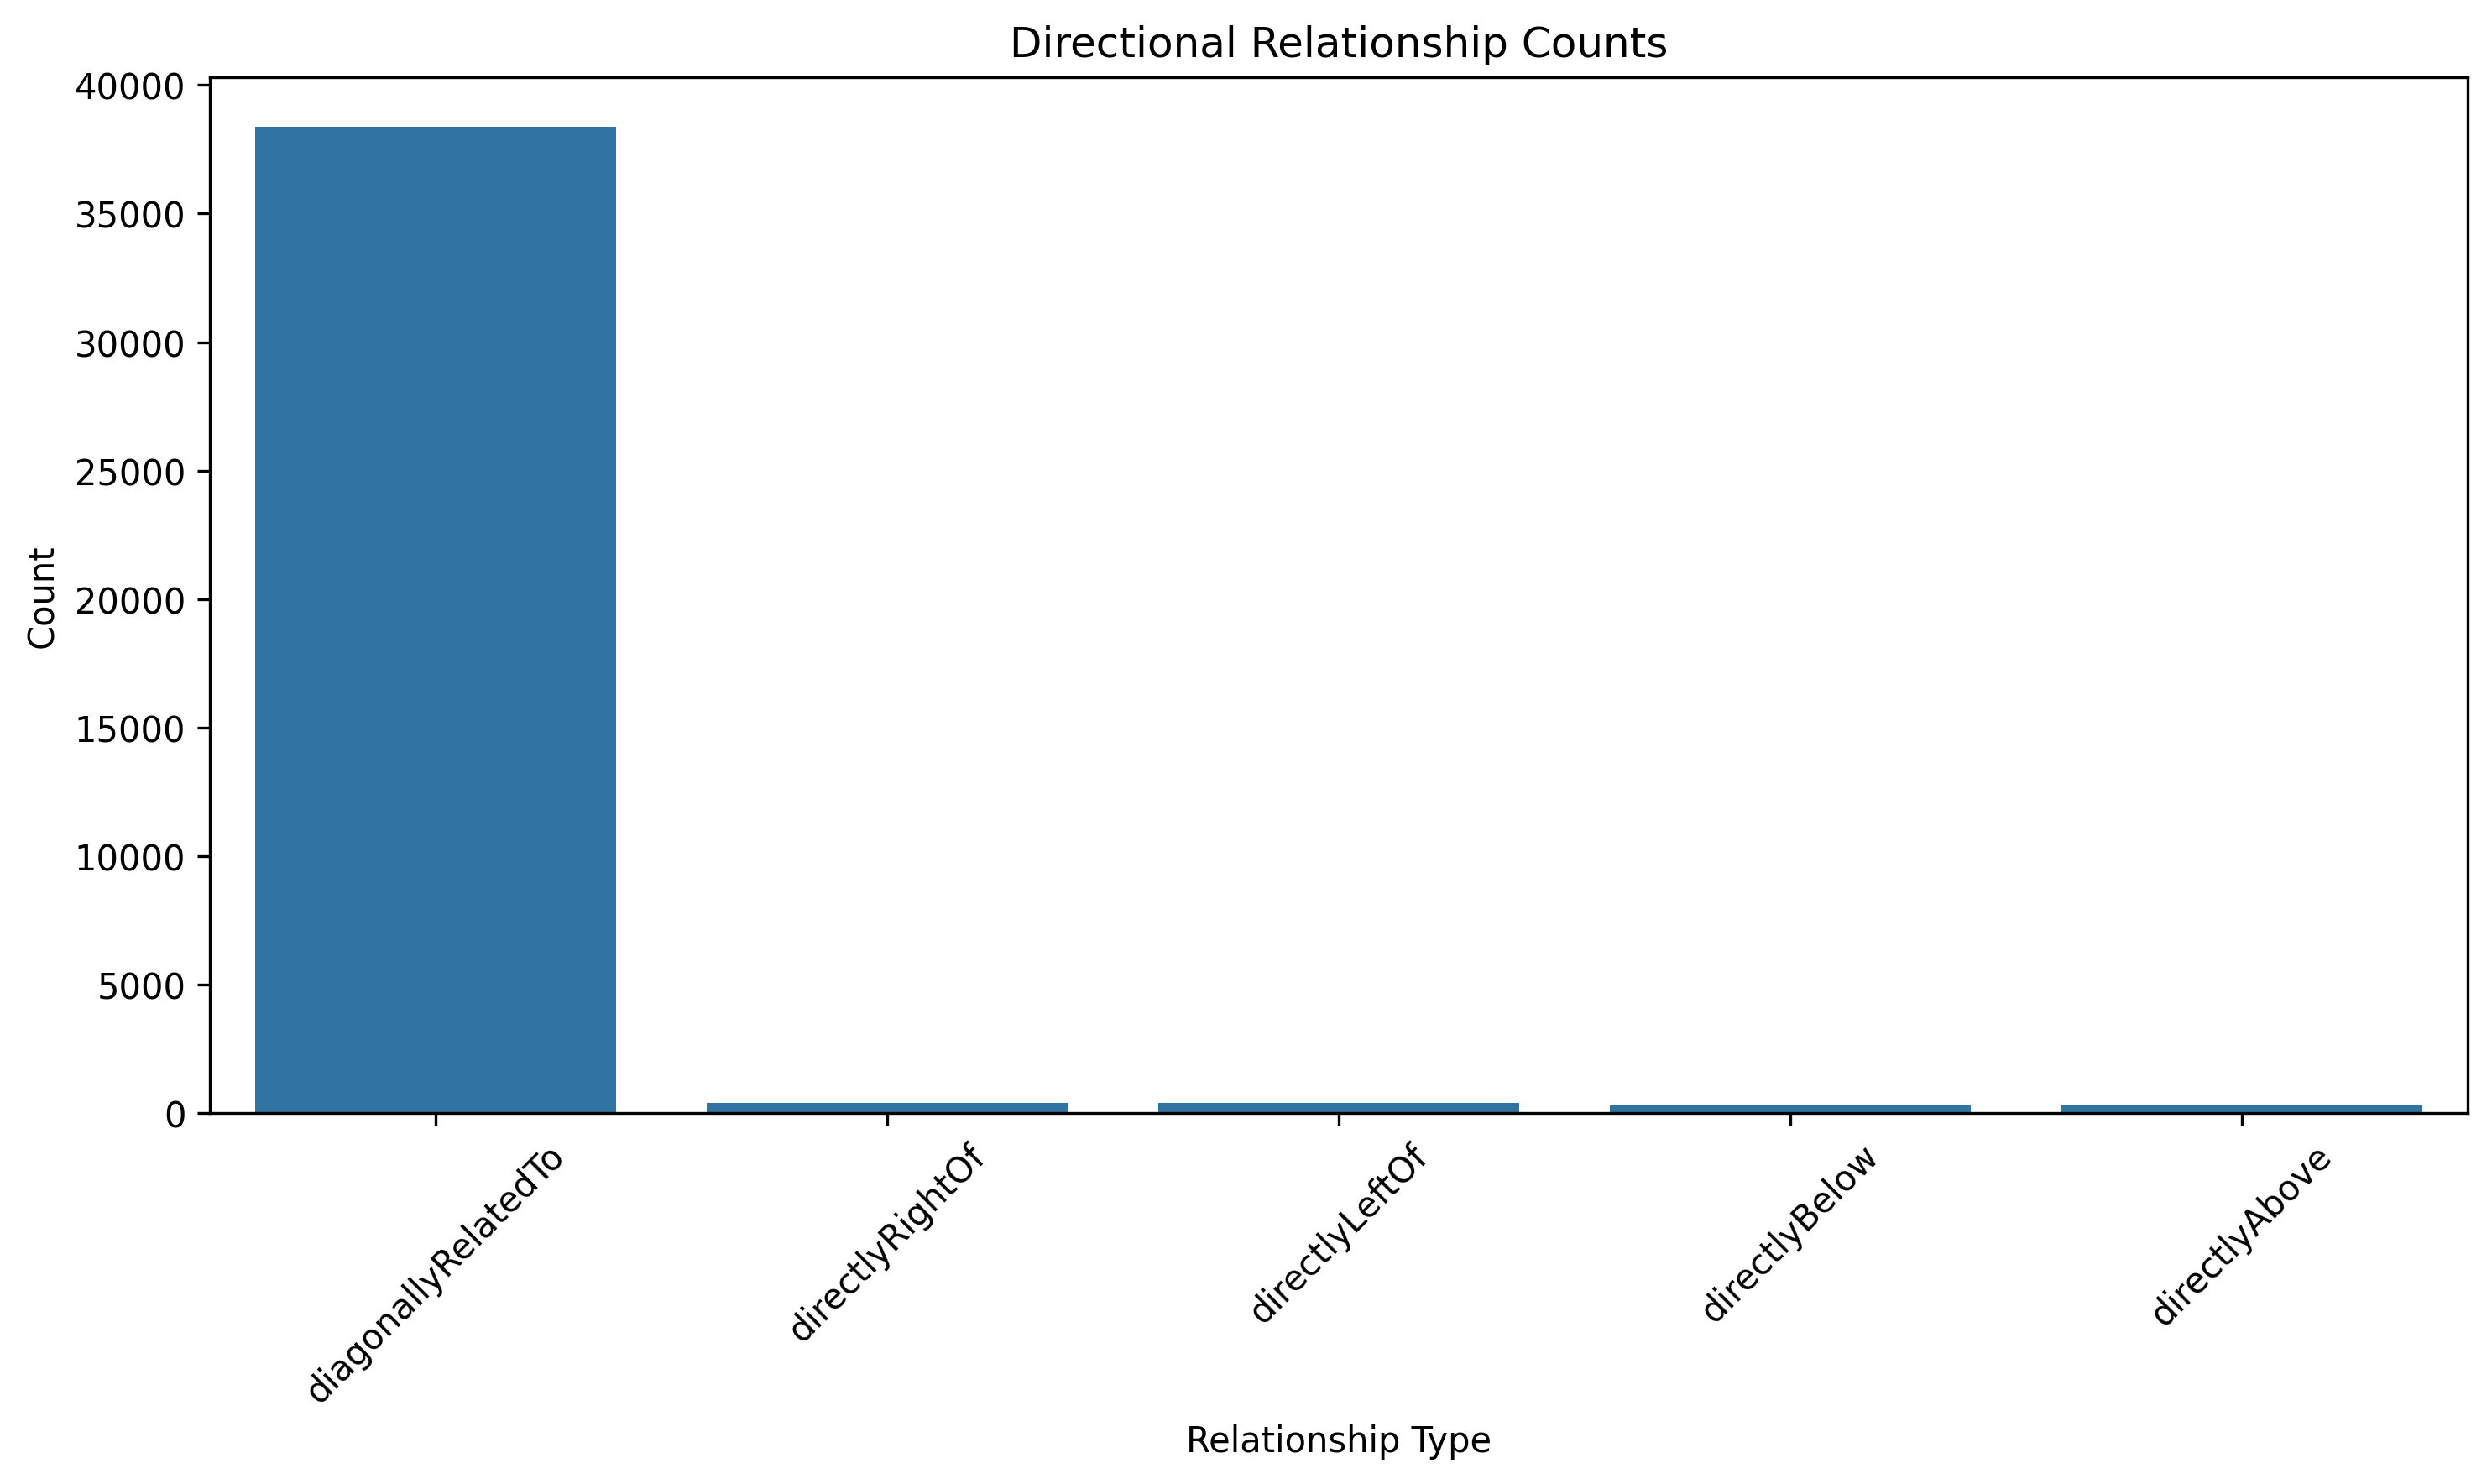 Directional Relationship Counts
40000
35000
30000
25000
20000
15000
10000
5000
0
Count
diagonallyRelatedTo
directlyRightOf
directlyLeftOf
directlyBelow
directlyAbove
Relationship Type